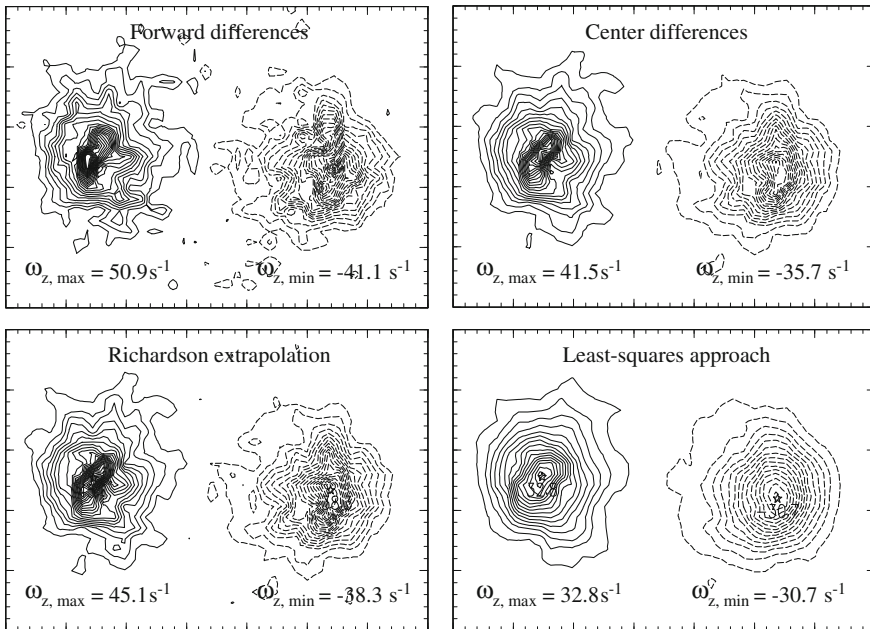 Forward differences
ω_z, max = 50.9s⁻¹
ω_z, min = -41.1 s⁻¹
Center differences
ω_z, max = 41.5s⁻¹
ω_z, min = -35.7 s⁻¹
Richardson extrapolation
ω_z, max = 45.1s⁻¹
ω_z, min = -38.3 s⁻¹
Least-squares approach
-30.7
ω_z, max = 32.8s⁻¹
ω_z, min = -30.7 s⁻¹